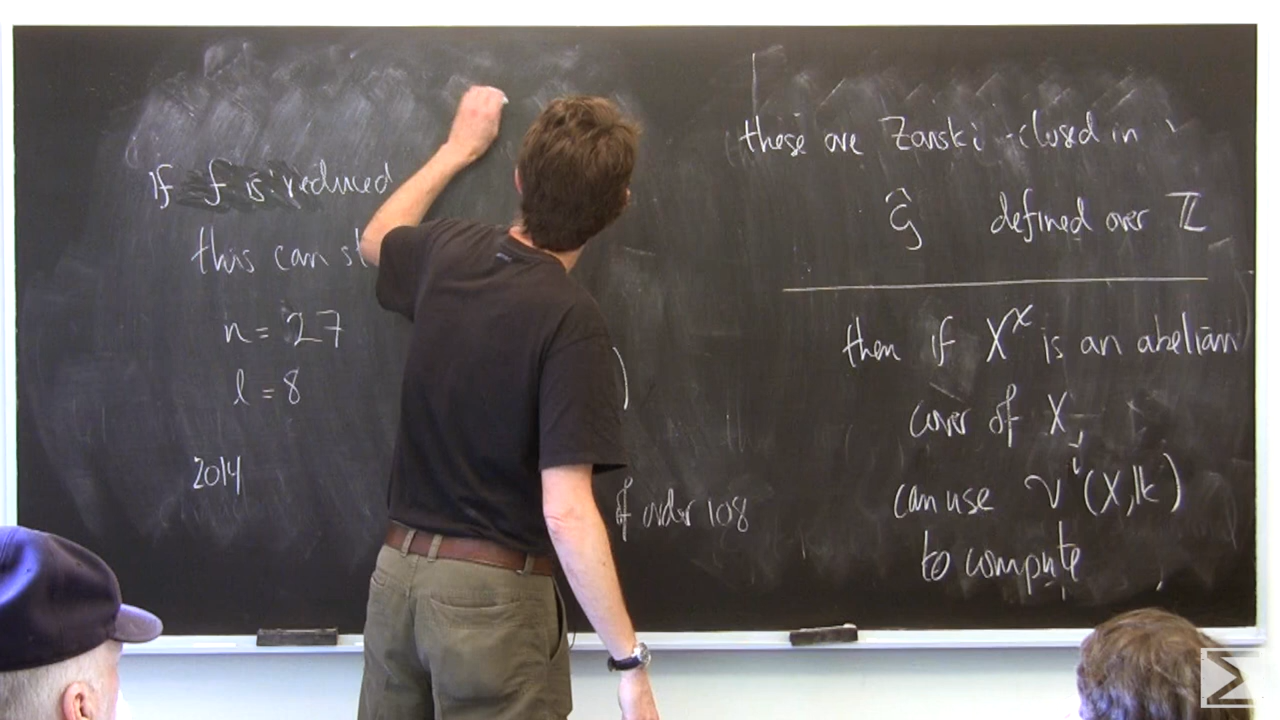 If f is reduced
this can
n = 27
l = 8
2014
)
of order 108
these are Zariski-closed in
Ĝ defined over ℤ
then if X^χ is an abelian
cover of X,
can use 𝒱^i(X,𝕜)
to compute
Σ